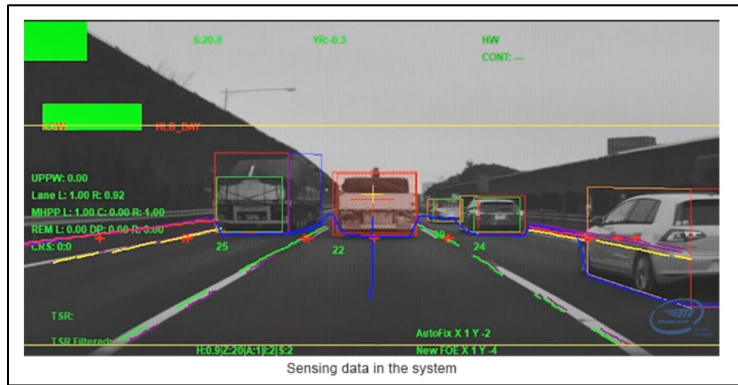 S:20.8 YR:-0.3 HW
CONT: ---
LOW HLB_DAY
UPPW: 0.00
Lane L: 1.00 R: 0.92
MHPP L: 1.00 C: 0.00 R: 1.00
REM L: 0.00 DP: 0.00 R: 0.00
CRS: 0:0
25 22 29 24
TSR:
TSR Filtered:
H:0.9|Z:20|A:1|I:2|S:2
AutoFix X 1 Y -2
New FOE X 1 Y -4
Sensing data in the system